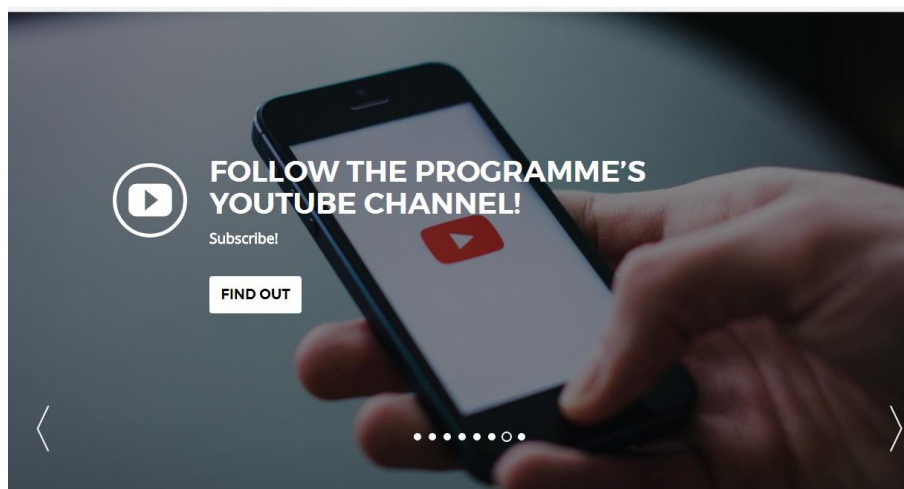 FOLLOW THE PROGRAMME'S
YOUTUBE CHANNEL!
Subscribe!
FIND OUT